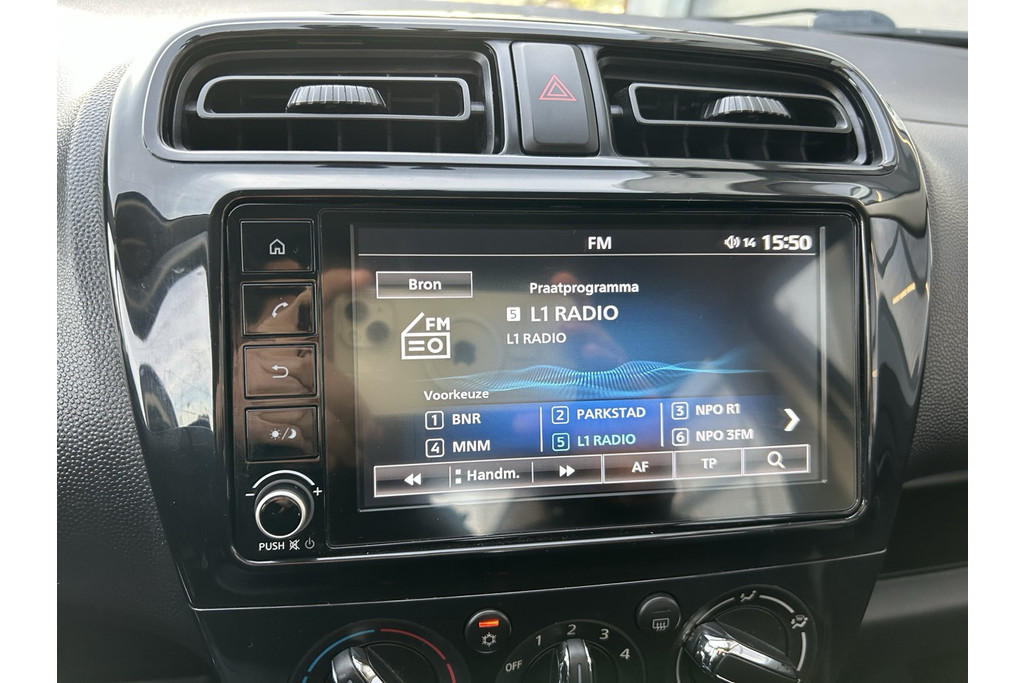 FM 14 15:50
Bron
Praatprogramma
5 L1 RADIO
FM
L1 RADIO
Voorkeuze
1 BNR 2 PARKSTAD 3 NPO R1
4 MNM 5 L1 RADIO 6 NPO 3FM
Handm. AF TP
- +
PUSH
OFF 1 2 3 4